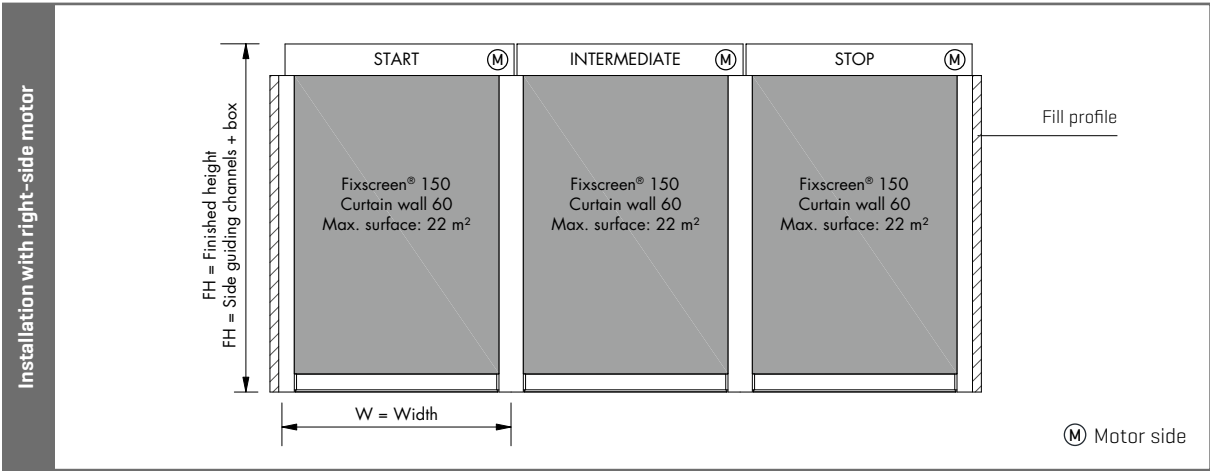 Installation with right-side motor
START
M
INTERMEDIATE
M
STOP
M
FH = Finished height
FH = Side guiding channels + box
Fixscreen® 150
Curtain wall 60
Max. surface: 22 m²
Fixscreen® 150
Curtain wall 60
Max. surface: 22 m²
Fixscreen® 150
Curtain wall 60
Max. surface: 22 m²
Fill profile
W = Width
M Motor side